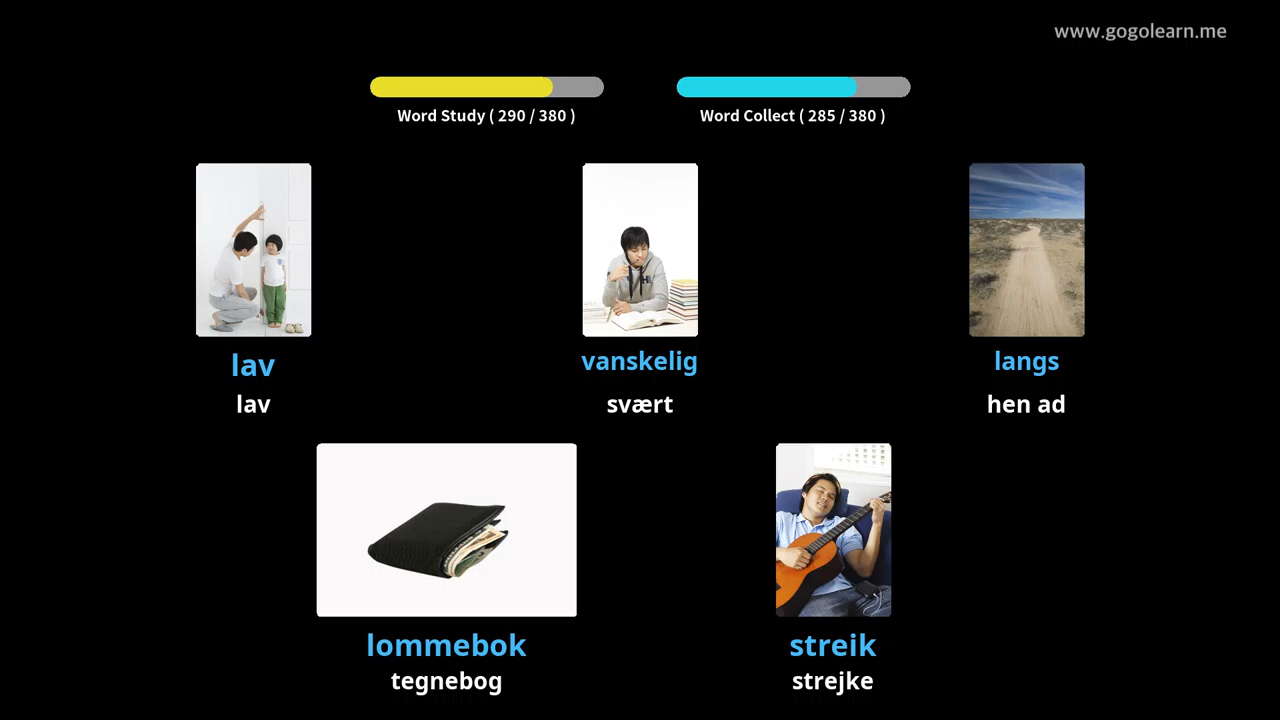 www.gogolearn.me
Word Study ( 290 / 380 )
Word Collect ( 285 / 380 )
lav
lav
vanskelig
svært
langs
hen ad
lommebok
tegnebog
streik
strejke